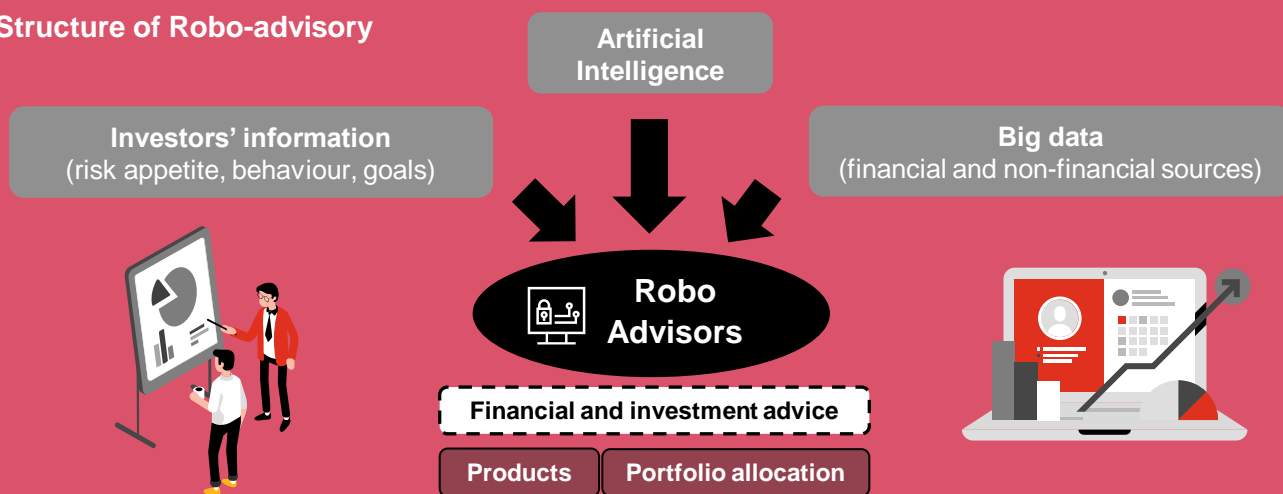 Structure of Robo-advisory
Artificial
Intelligence
Investors’ information
(risk appetite, behaviour, goals)
Big data
(financial and non-financial sources)
Robo
Advisors
Financial and investment advice
Products
Portfolio allocation